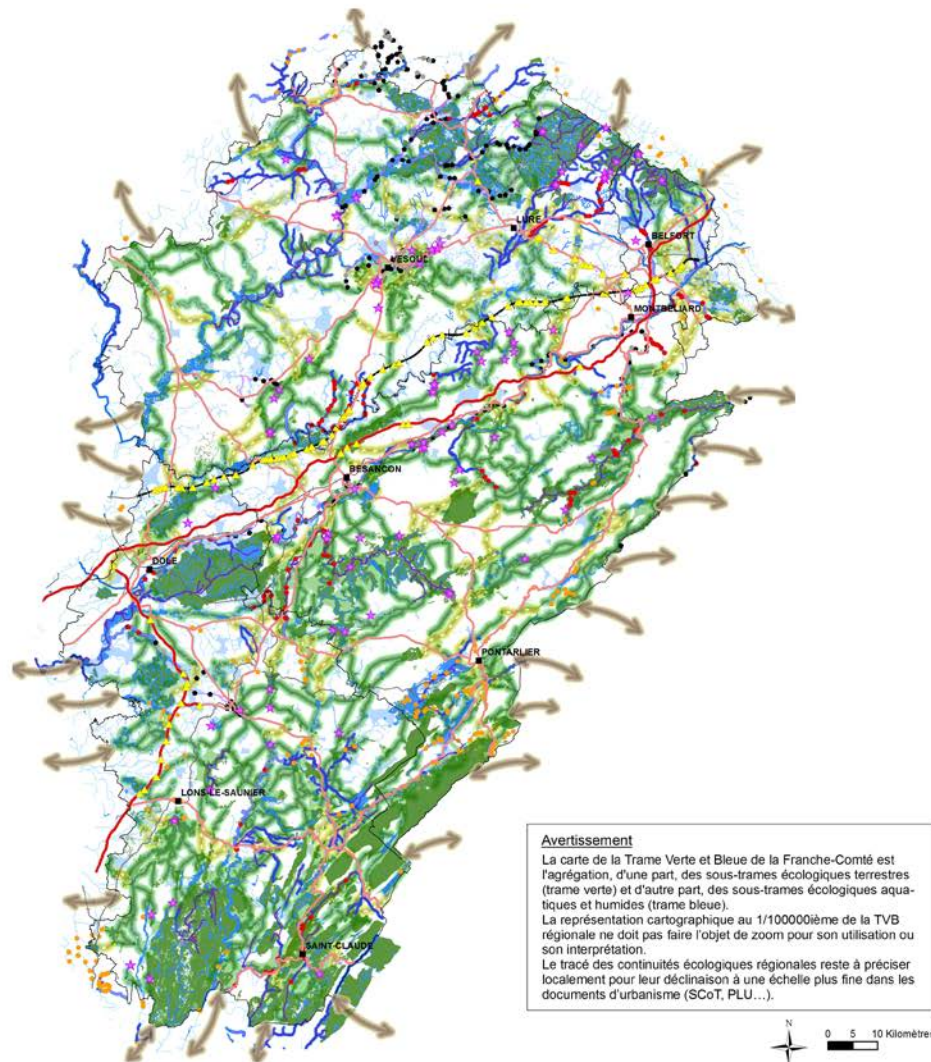 LURE
BELFORT
VESOUL
MONTBELIARD
BESANCON
DOLE
PONTARLIER
LONS-LE-SAUNIER
SAINT-CLAUDE
Avertissement
La carte de la Trame Verte et Bleue de la Franche-Comté est
l'agrégation, d'une part, des sous-trames écologiques terrestres
(trame verte) et d'autre part, des sous-trames écologiques aqua-
tiques et humides (trame bleue).
La représentation cartographique au 1/100000ième de la TVB
régionale ne doit pas faire l'objet de zoom pour son utilisation ou
son interprétation.
Le tracé des continuités écologiques régionales reste à préciser
localement pour leur déclinaison à une échelle plus fine dans les
documents d'urbanisme (SCoT, PLU...).
N
0 5 10 Kilomètres